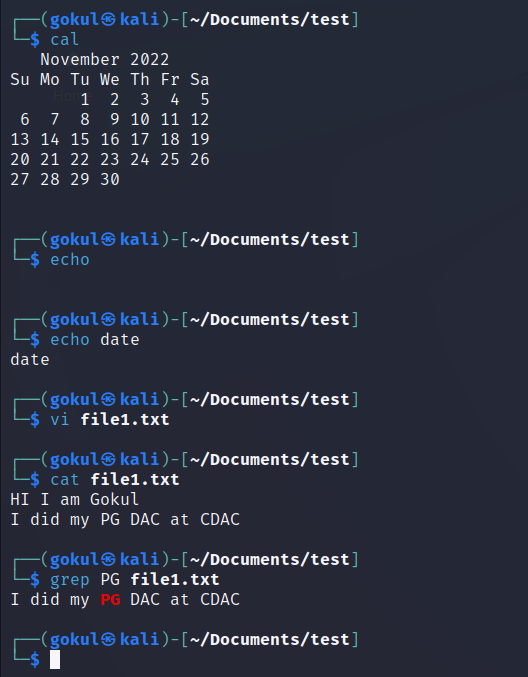 ┌──(gokul㉿kali)-[~/Documents/test]
└─$ cal
   November 2022
Su Mo Tu We Th Fr Sa
       1  2  3  4  5
 6  7  8  9 10 11 12
13 14 15 16 17 18 19
20 21 22 23 24 25 26
27 28 29 30
┌──(gokul㉿kali)-[~/Documents/test]
└─$ echo
┌──(gokul㉿kali)-[~/Documents/test]
└─$ echo date
date
┌──(gokul㉿kali)-[~/Documents/test]
└─$ vi file1.txt
┌──(gokul㉿kali)-[~/Documents/test]
└─$ cat file1.txt
HI I am Gokul
I did my PG DAC at CDAC
┌──(gokul㉿kali)-[~/Documents/test]
└─$ grep PG file1.txt
I did my PG DAC at CDAC
┌──(gokul㉿kali)-[~/Documents/test]
└─$